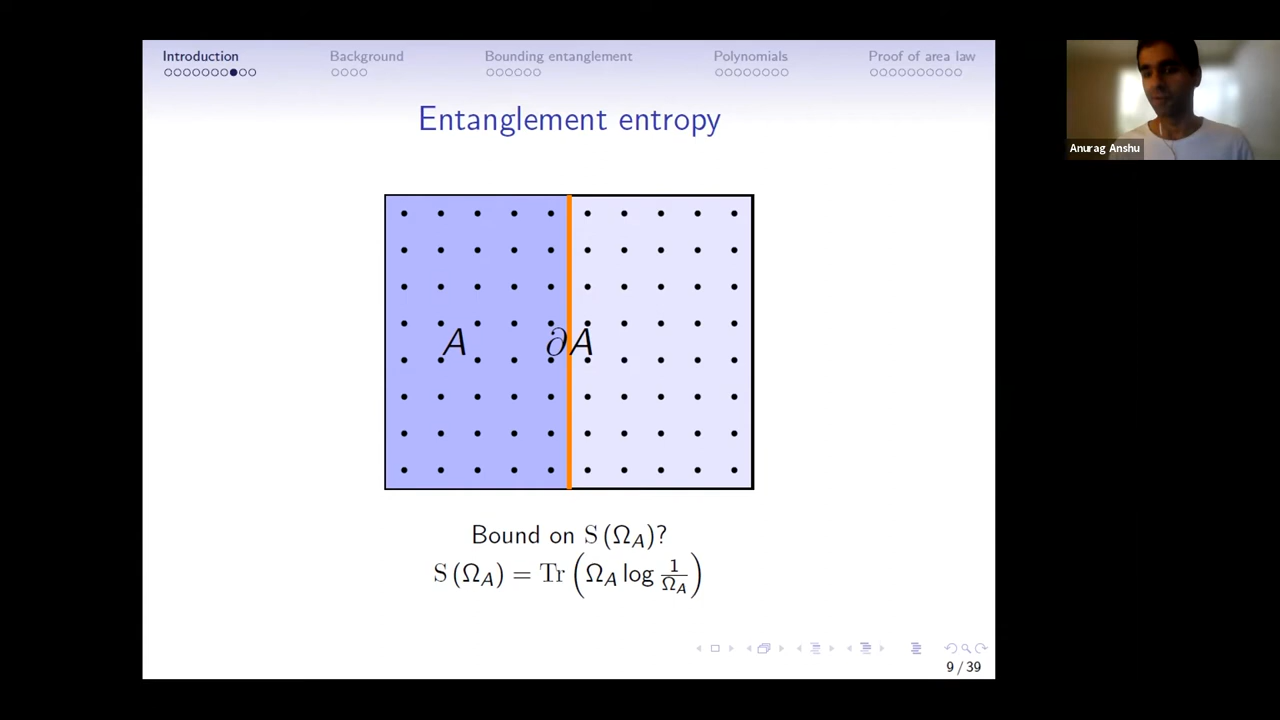 Introduction
Background
Bounding entanglement
Polynomials
Proof of area law
Entanglement entropy
A
∂A
Bound on S(Ω_A)?
S(Ω_A) = Tr(Ω_A log 1/Ω_A)
9 / 39
Anurag Anshu